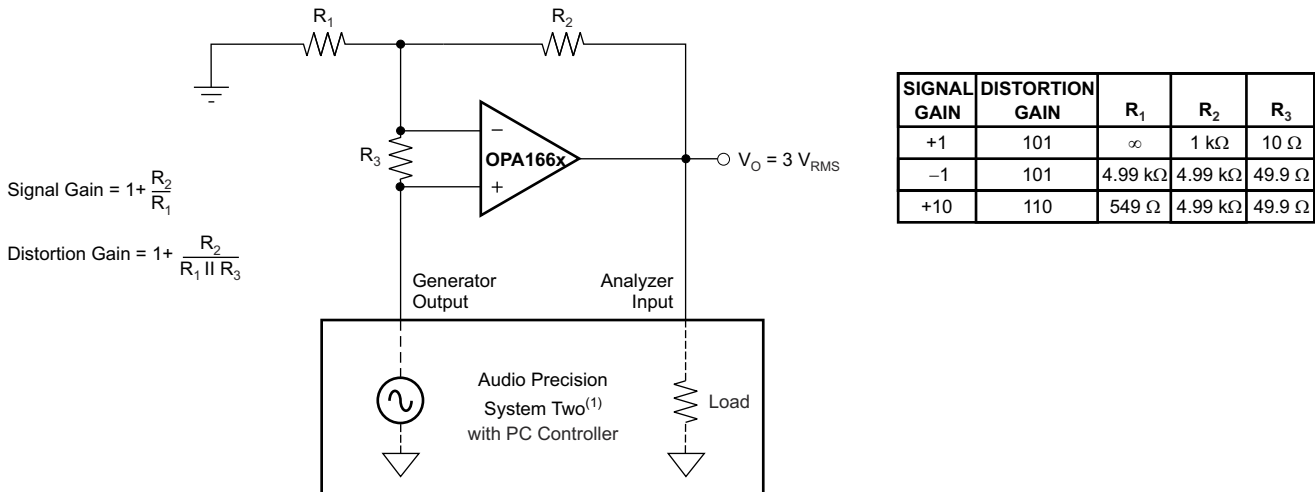 R1
R2
R3
−
+
OPA166x
VO = 3 VRMS
Signal Gain = 1+ R2/R1
Distortion Gain = 1+ R2/(R1 II R3)
Generator
Output
Analyzer
Input
Audio Precision
System Two(1)
with PC Controller
Load
SIGNAL GAIN DISTORTION GAIN R1 R2 R3
+1 101 ∞ 1 kΩ 10 Ω
−1 101 4.99 kΩ 4.99 kΩ 49.9 Ω
+10 110 549 Ω 4.99 kΩ 49.9 Ω